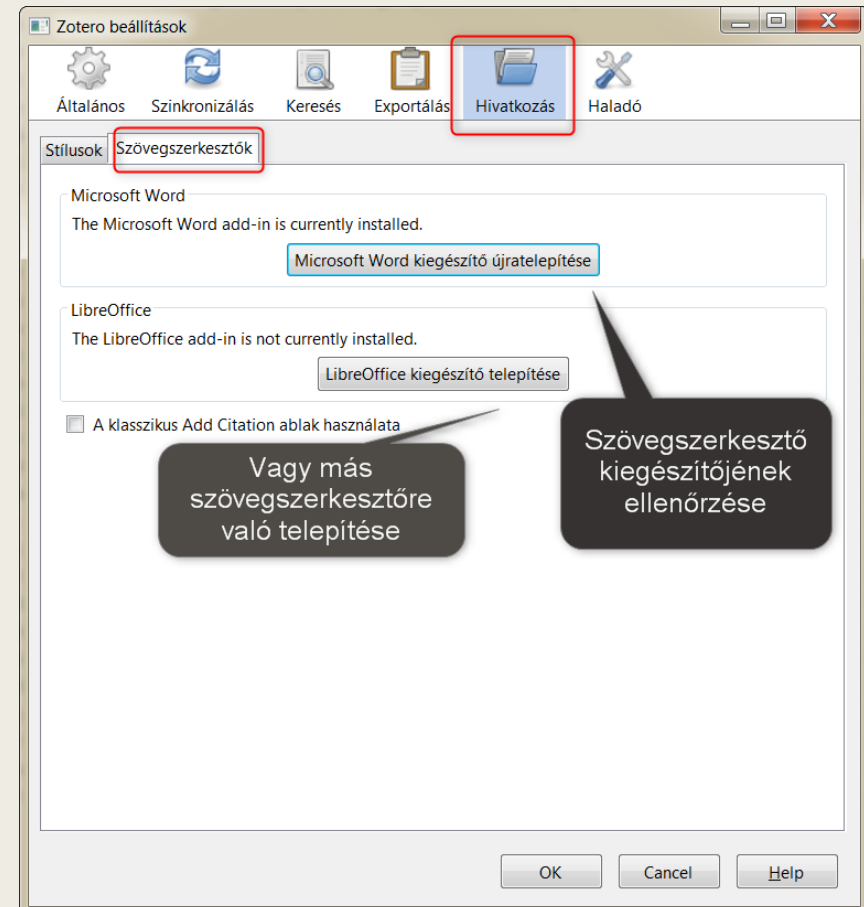 Zotero beállítások
Általános Szinkronizálás Keresés Exportálás Hivatkozás Haladó
Stílusok Szövegszerkesztők
Microsoft Word
The Microsoft Word add-in is currently installed.
Microsoft Word kiegészítő újratelepítése
LibreOffice
The LibreOffice add-in is not currently installed.
LibreOffice kiegészítő telepítése
A klasszikus Add Citation ablak használata
Vagy más
szövegszerkesztőre
való telepítése
Szövegszerkesztő
kiegészítőjének
ellenőrzése
OK Cancel Help